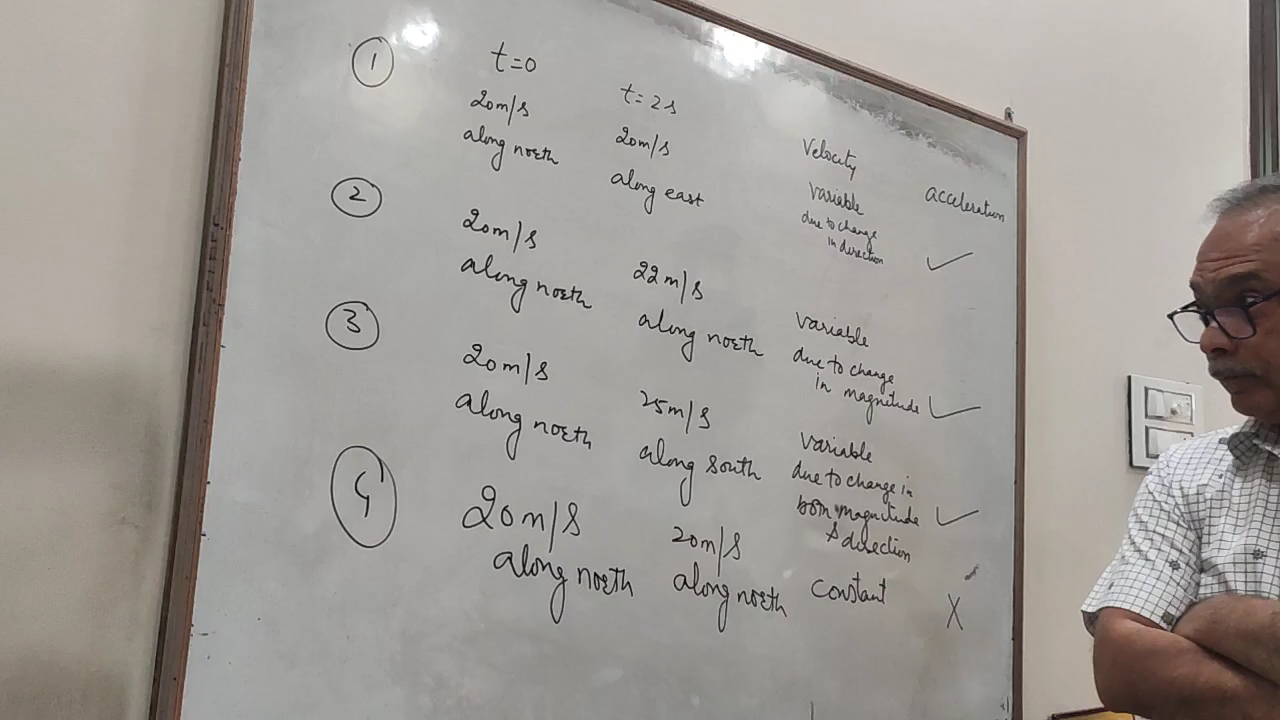 1
t=0
t=2s
Velocity
acceleration
20m/s
along north
20m/s
along east
Variable
due to change
in direction
✓
2
20m/s
along north
22m/s
along north
Variable
due to change
in magnitude
✓
3
20m/s
along north
25m/s
along south
Variable
due to change in
both magnitude
& direction
✓
4
20m/s
along north
20m/s
along north
Constant
X